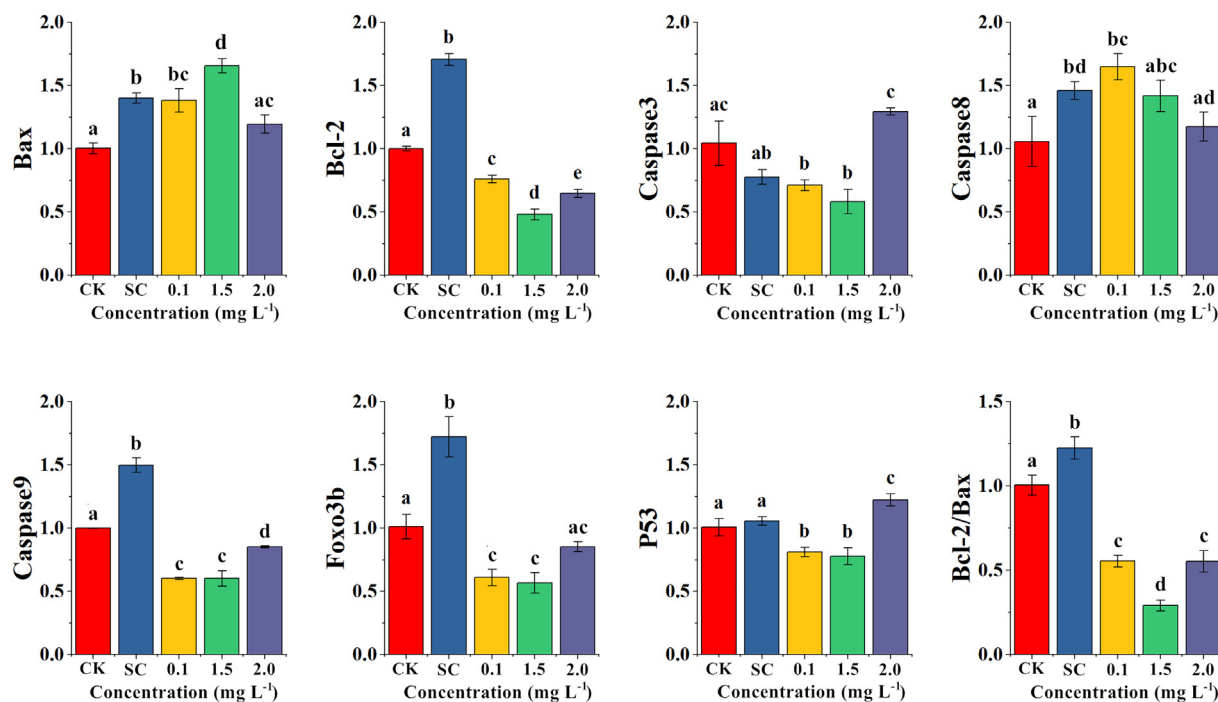 Bax
2.0
1.5
1.0
0.5
0.0
a
b
bc
d
ac
CK SC 0.1 1.5 2.0
Concentration (mg L-1)
Bcl-2
2.0
1.5
1.0
0.5
0.0
a
b
c
d
e
CK SC 0.1 1.5 2.0
Concentration (mg L-1)
Caspase3
2.0
1.5
1.0
0.5
0.0
ac
ab
b
b
c
CK SC 0.1 1.5 2.0
Concentration (mg L-1)
Caspase8
2.0
1.5
1.0
0.5
0.0
a
bd
bc
abc
ad
CK SC 0.1 1.5 2.0
Concentration (mg L-1)
Caspase9
2.0
1.5
1.0
0.5
0.0
a
b
c
c
d
CK SC 0.1 1.5 2.0
Concentration (mg L-1)
Foxo3b
2.0
1.5
1.0
0.5
0.0
a
b
c
c
ac
CK SC 0.1 1.5 2.0
Concentration (mg L-1)
P53
2.0
1.5
1.0
0.5
0.0
a
a
b
b
c
CK SC 0.1 1.5 2.0
Concentration (mg L-1)
Bcl-2/Bax
1.5
1.0
0.5
0.0
a
b
c
d
c
CK SC 0.1 1.5 2.0
Concentration (mg L-1)